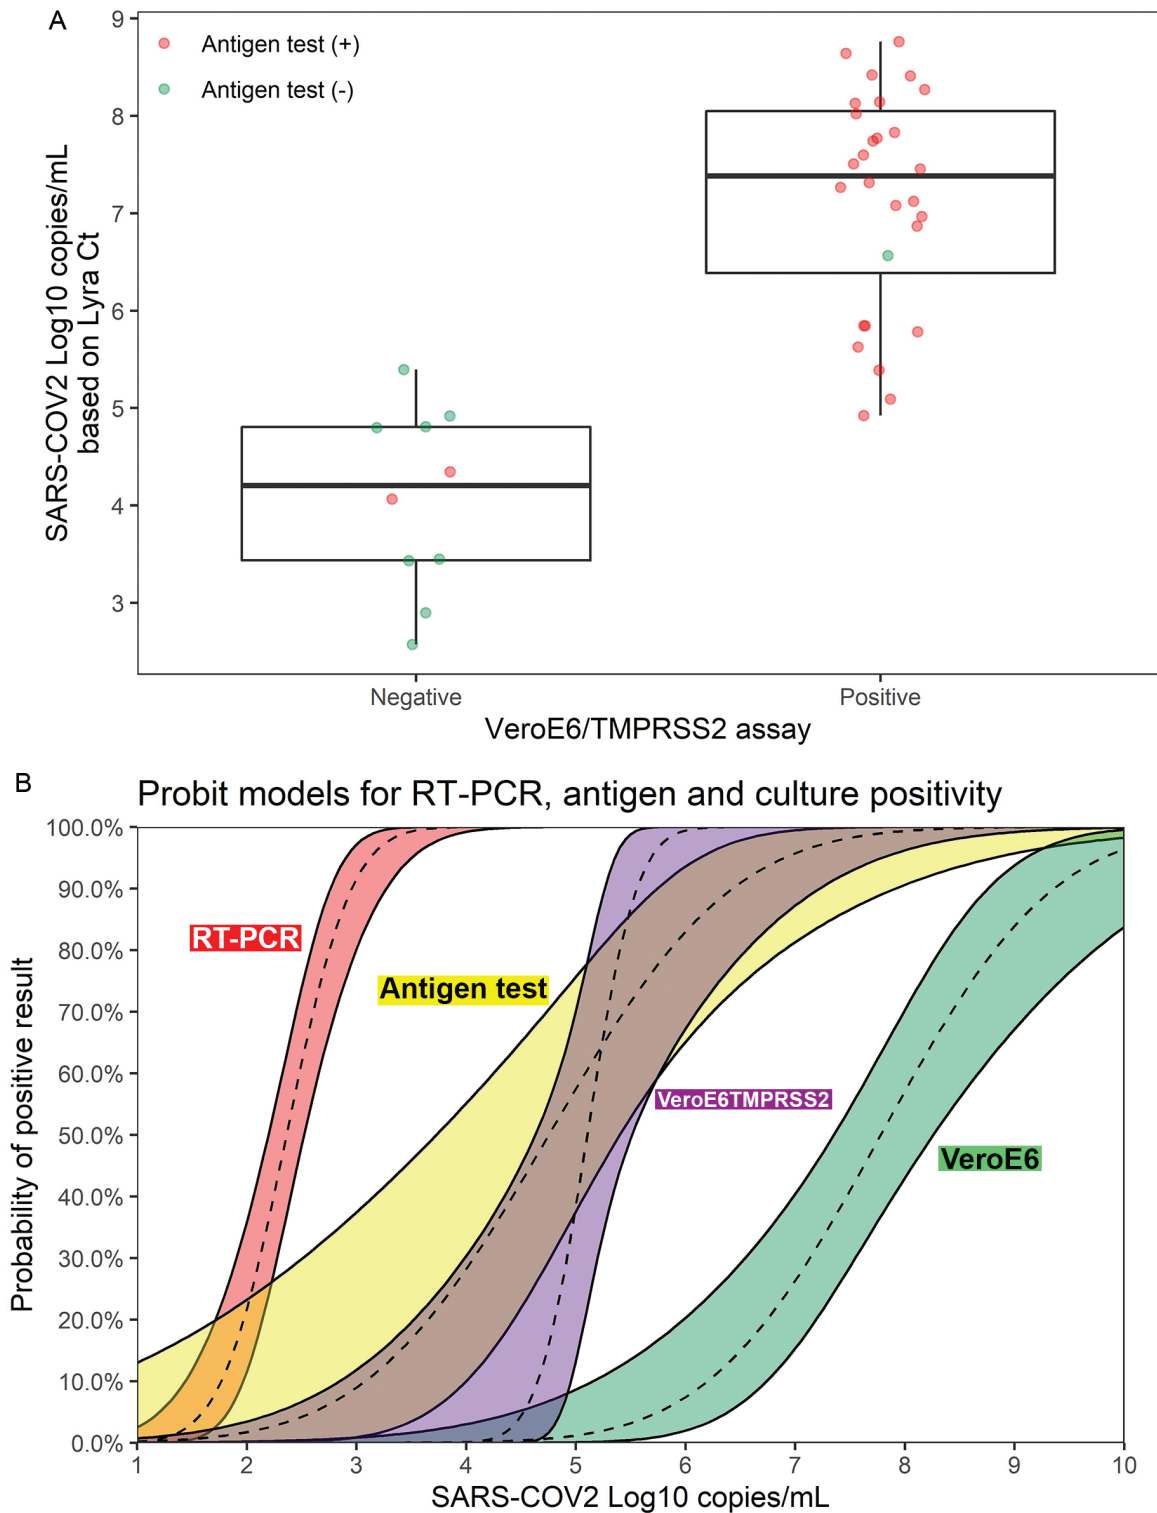 A
9
8
7
6
5
4
3
SARS-COV2 Log10 copies/mL
based on Lyra Ct
Antigen test (+)
Antigen test (-)
Negative
Positive
VeroE6/TMPRSS2 assay
B
Probit models for RT-PCR, antigen and culture positivity
100.0%
90.0%
80.0%
70.0%
60.0%
50.0%
40.0%
30.0%
20.0%
10.0%
0.0%
Probability of positive result
RT-PCR
Antigen test
VeroE6TMPRSS2
VeroE6
1 2 3 4 5 6 7 8 9 10
SARS-COV2 Log10 copies/mL